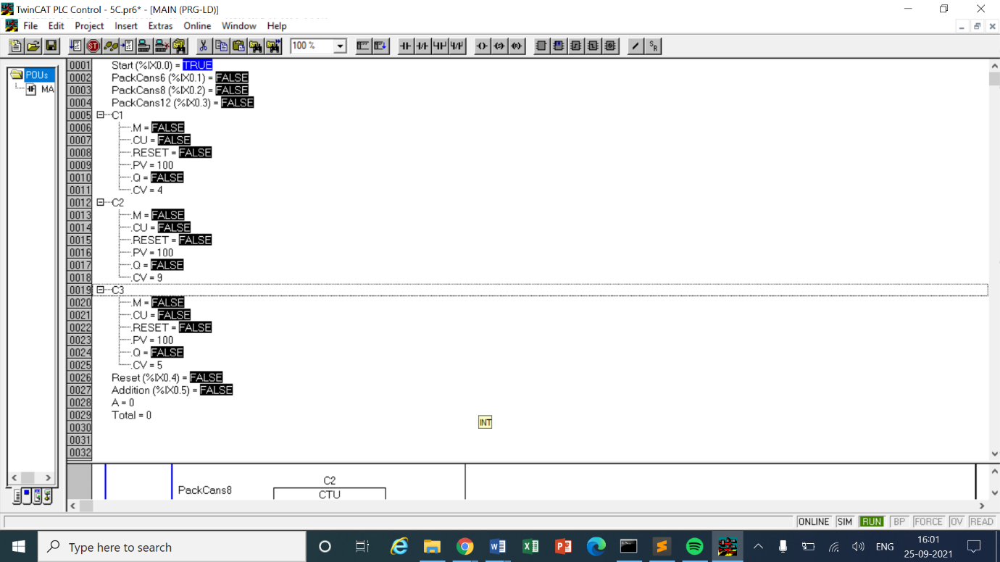 TwinCAT PLC Control - 5C.pr6* - [MAIN (PRG-LD)]
File Edit Project Insert Extras Online Window Help
100 %
POUs
MA
0001 Start (%IX0.0) = TRUE
0002 PackCans6 (%IX0.1) = FALSE
0003 PackCans8 (%IX0.2) = FALSE
0004 PackCans12 (%IX0.3) = FALSE
0005 C1
0006 .M = FALSE
0007 .CU = FALSE
0008 .RESET = FALSE
0009 .PV = 100
0010 .Q = FALSE
0011 .CV = 4
0012 C2
0013 .M = FALSE
0014 .CU = FALSE
0015 .RESET = FALSE
0016 .PV = 100
0017 .Q = FALSE
0018 .CV = 9
0019 C3
0020 .M = FALSE
0021 .CU = FALSE
0022 .RESET = FALSE
0023 .PV = 100
0024 .Q = FALSE
0025 .CV = 5
0026 Reset (%IX0.4) = FALSE
0027 Addition (%IX0.5) = FALSE
0028 A = 0
0029 Total = 0
0030
0031
0032
INT
C2
PackCans8
CTU
ONLINE SIM RUN BP FORCE OV READ
Type here to search
ENG
16:01
25-09-2021